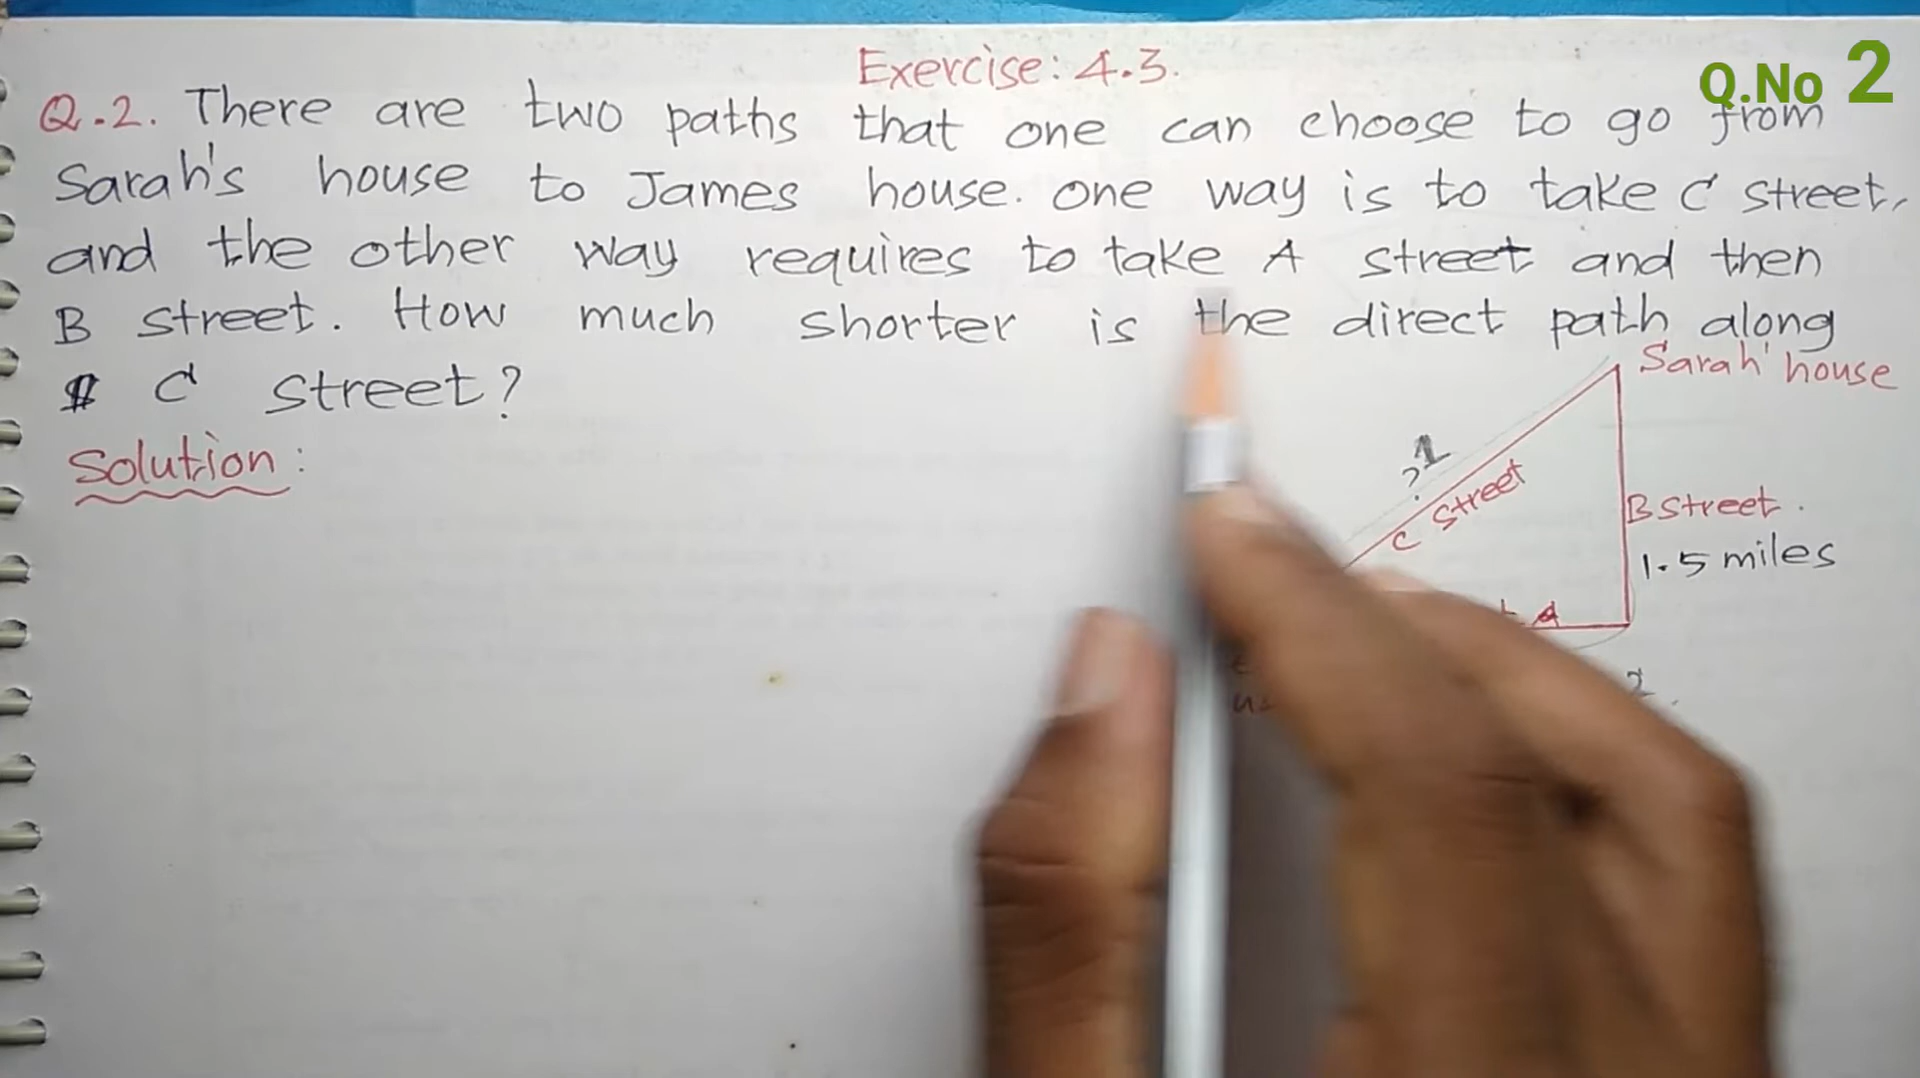 Exercise: 4.3.
Q.No 2
Q.2. There are two paths that one can choose to go from
Sarah's house to James house. one way is to take C street,
and the other way requires to take A street and then
B street. How much shorter is the direct path along
C street?
Sarah' house
Solution:
?
1
C street
B street.
1.5 miles
A
2